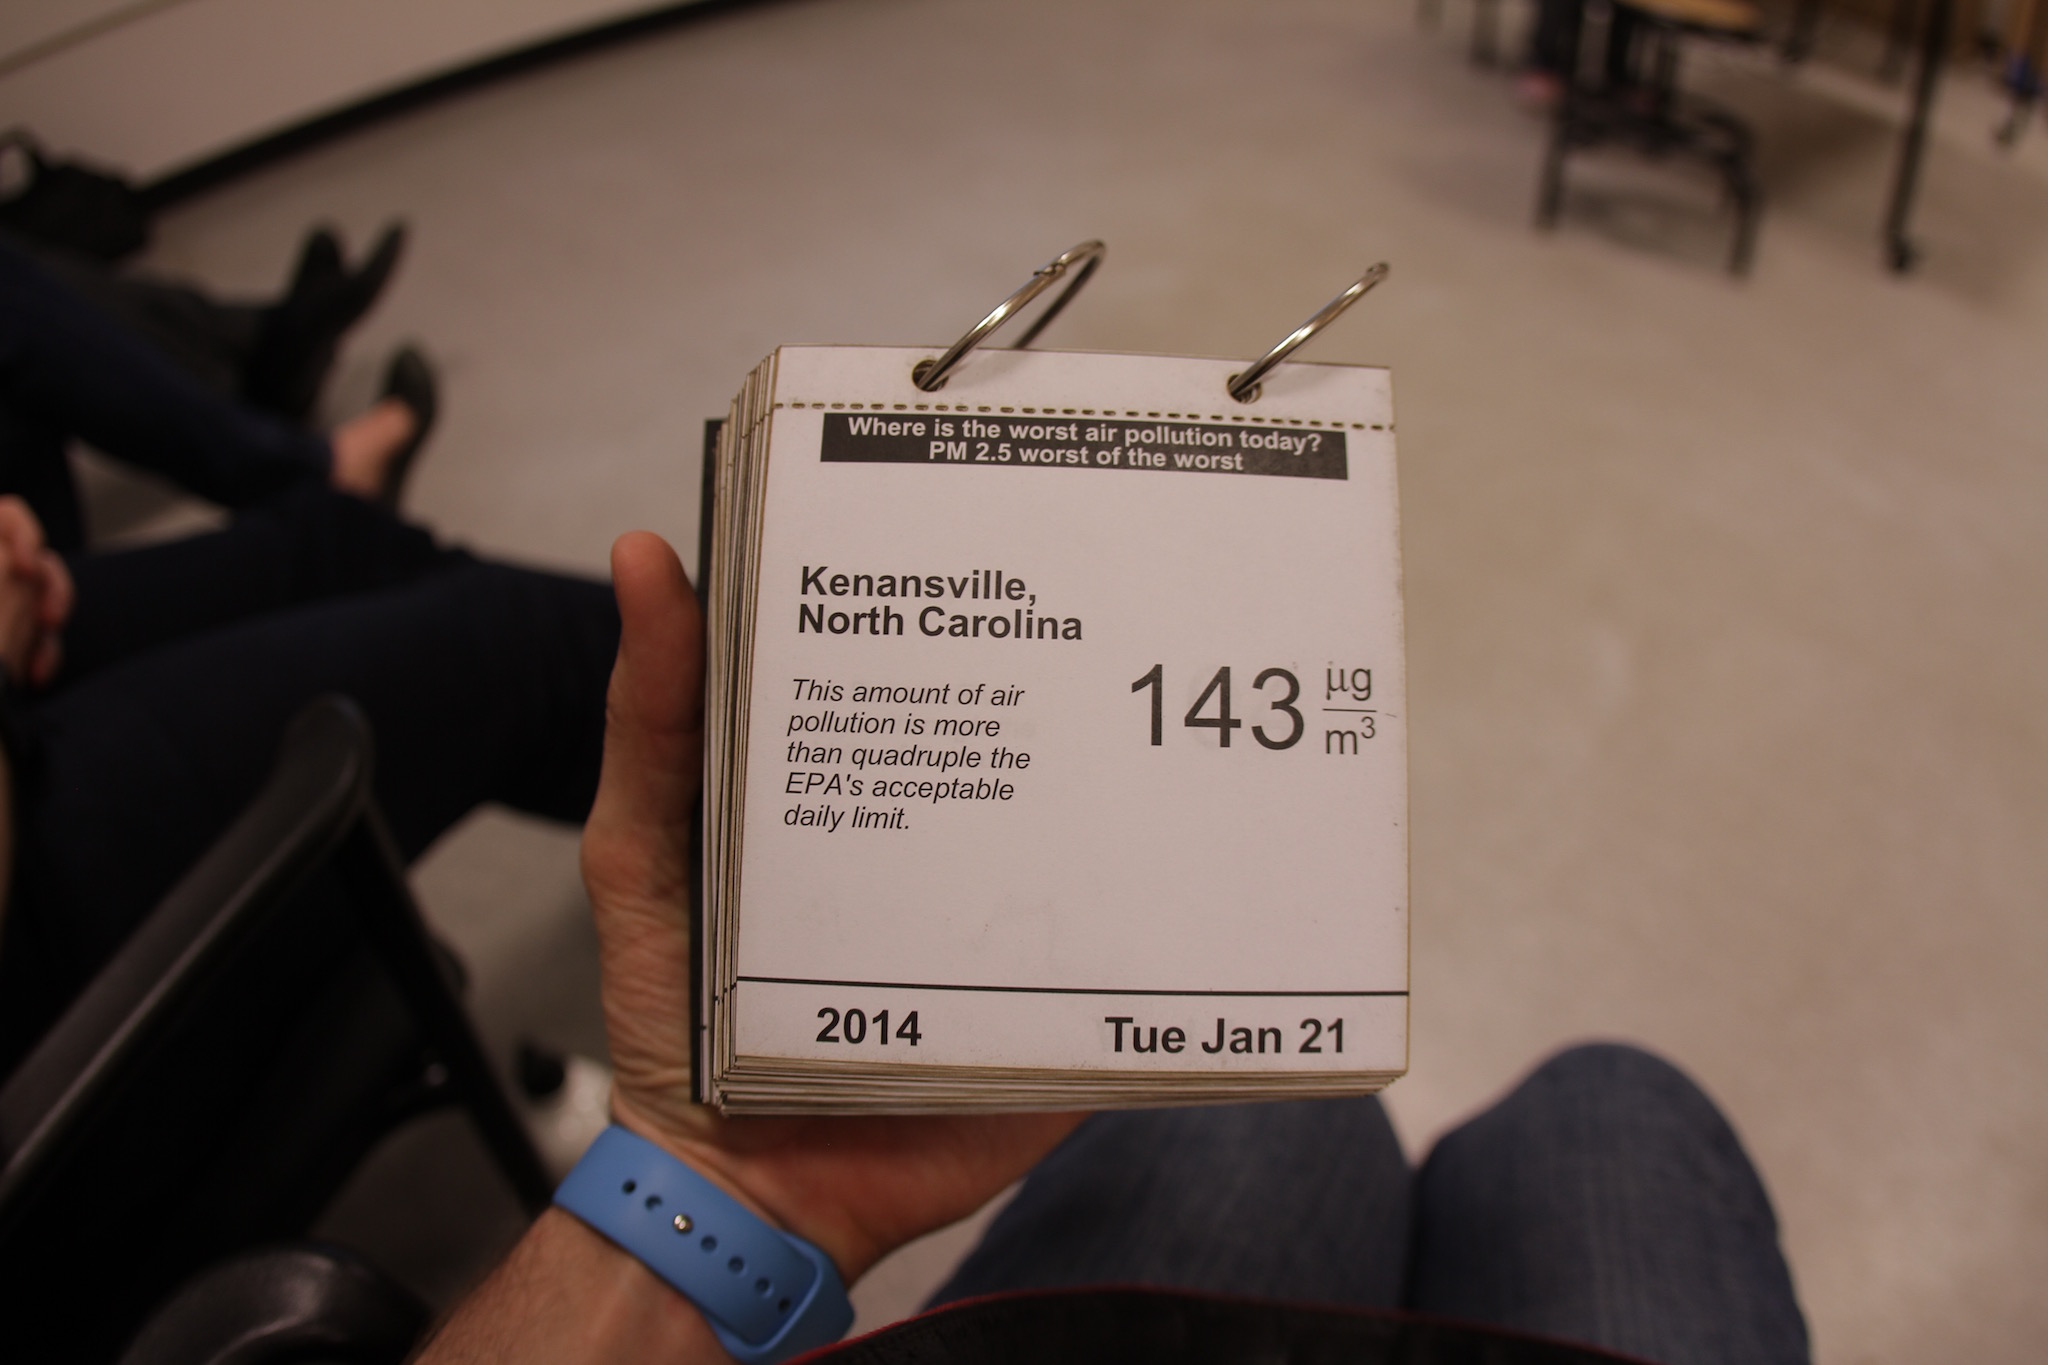 Where is the worst air pollution today?
PM 2.5 worst of the worst
Kenansville,
North Carolina
This amount of air
pollution is more
than quadruple the
EPA's acceptable
daily limit.
143 µg
m³
2014 Tue Jan 21